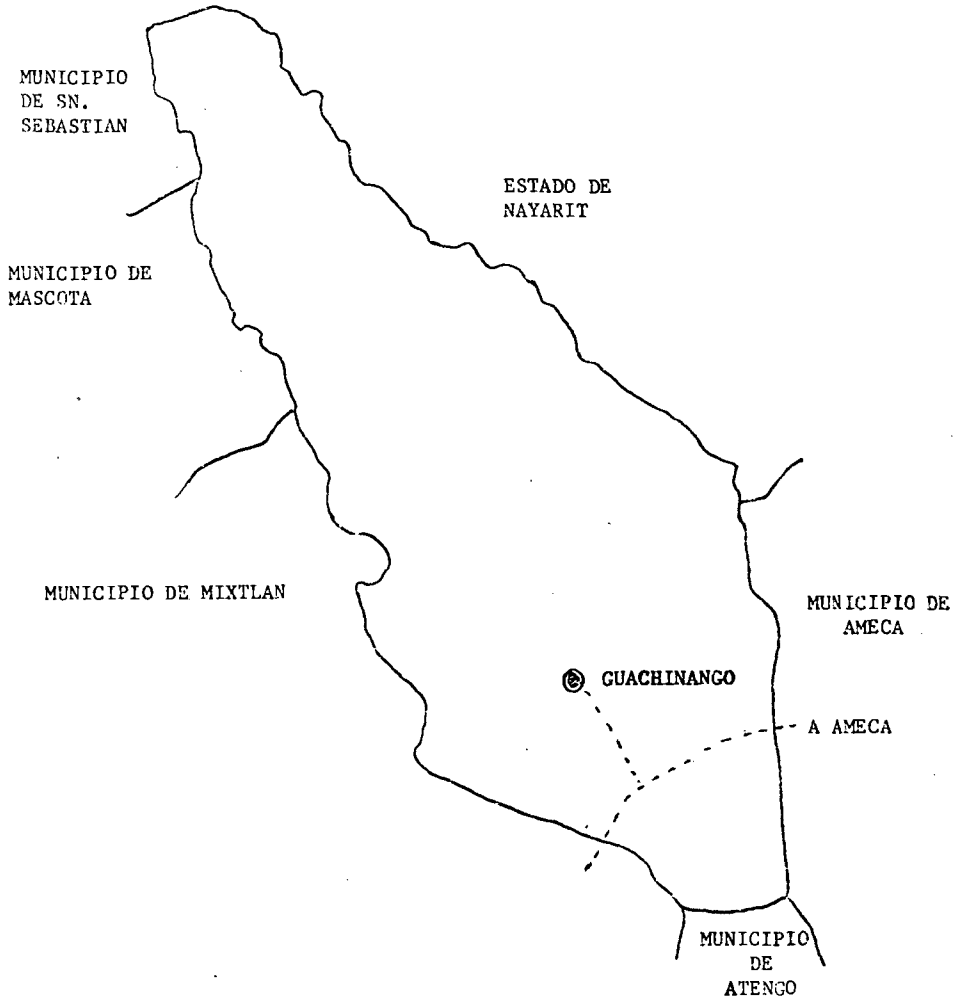 MUNICIPIO
DE SN.
SEBASTIAN
ESTADO DE
NAYARIT
MUNICIPIO DE
MASCOTA
MUNICIPIO DE MIXTLAN
MUNICIPIO DE
AMECA
GUACHINANGO
A AMECA
MUNICIPIO
DE
ATENGO